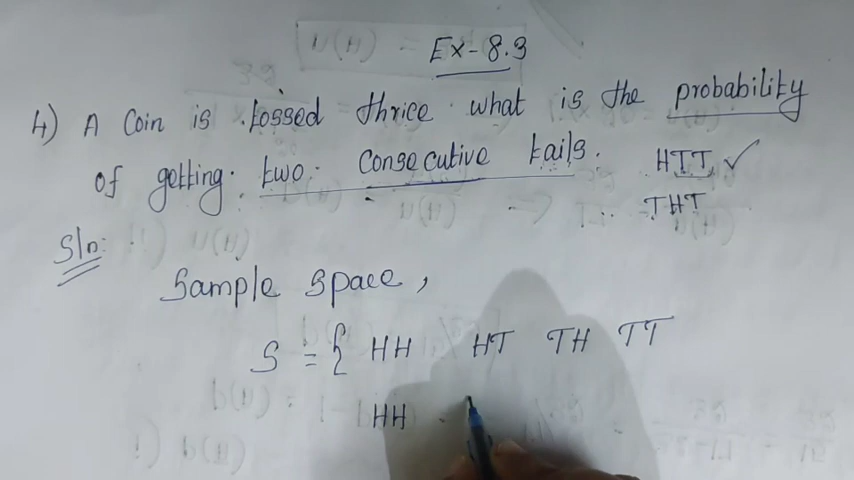 Ex-8.3
4) A Coin is tossed thrice what is the probability
of getting two consecutive tails.
HTT ✓
THT
Sln:
Sample Space,
S = { HH HT TH TT
HH